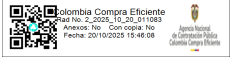 Colombia Compra Eficiente
Rad No. 2_2025_10_20_011083
Anexos: No Con copia: No
Fecha: 20/10/2025 15:46:08
Agencia Nacional
de Contratación Pública
Colombia Compra Eficiente